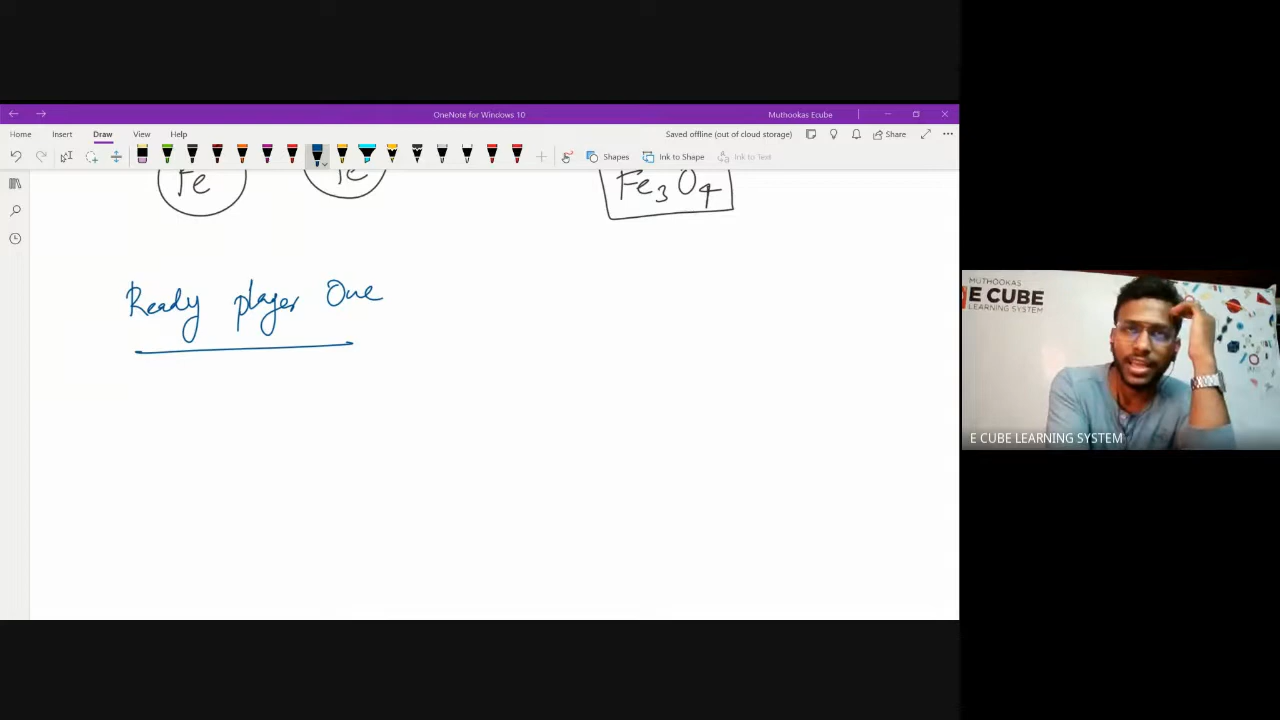 OneNote for Windows 10
Muthookas Ecube
Home Insert Draw View Help
Saved offline (out of cloud storage)
Share
Shapes
Ink to Shape
Ink to Text
Fe
Fe3O4
Ready player One
MUTHOOKAS
E CUBE
LEARNING SYSTEM
E CUBE LEARNING SYSTEM